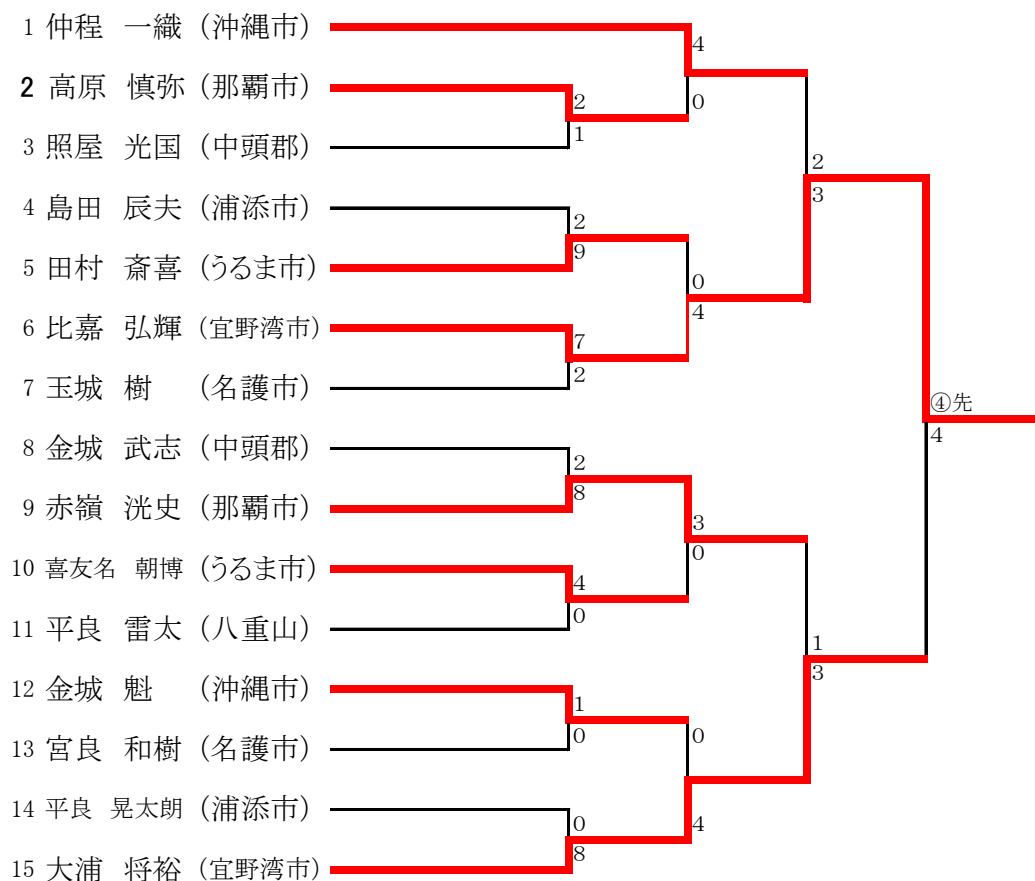 1 仲程 一織 (沖縄市)
4
2 高原 慎弥 (那覇市)
2
0
1
3 照屋 光国 (中頭郡)
2
3
4 島田 辰夫 (浦添市)
2
9
5 田村 斎喜 (うるま市)
0
4
6 比嘉 弘輝 (宜野湾市)
7
2
7 玉城 樹 (名護市)
④先
4
8 金城 武志 (中頭郡)
2
8
9 赤嶺 洸史 (那覇市)
3
0
10 喜友名 朝博 (うるま市)
4
0
11 平良 雷太 (八重山)
1
3
12 金城 魁 (沖縄市)
1
0
13 宮良 和樹 (名護市)
0
14 平良 晃太朗 (浦添市)
0
4
8
15 大浦 将裕 (宜野湾市)